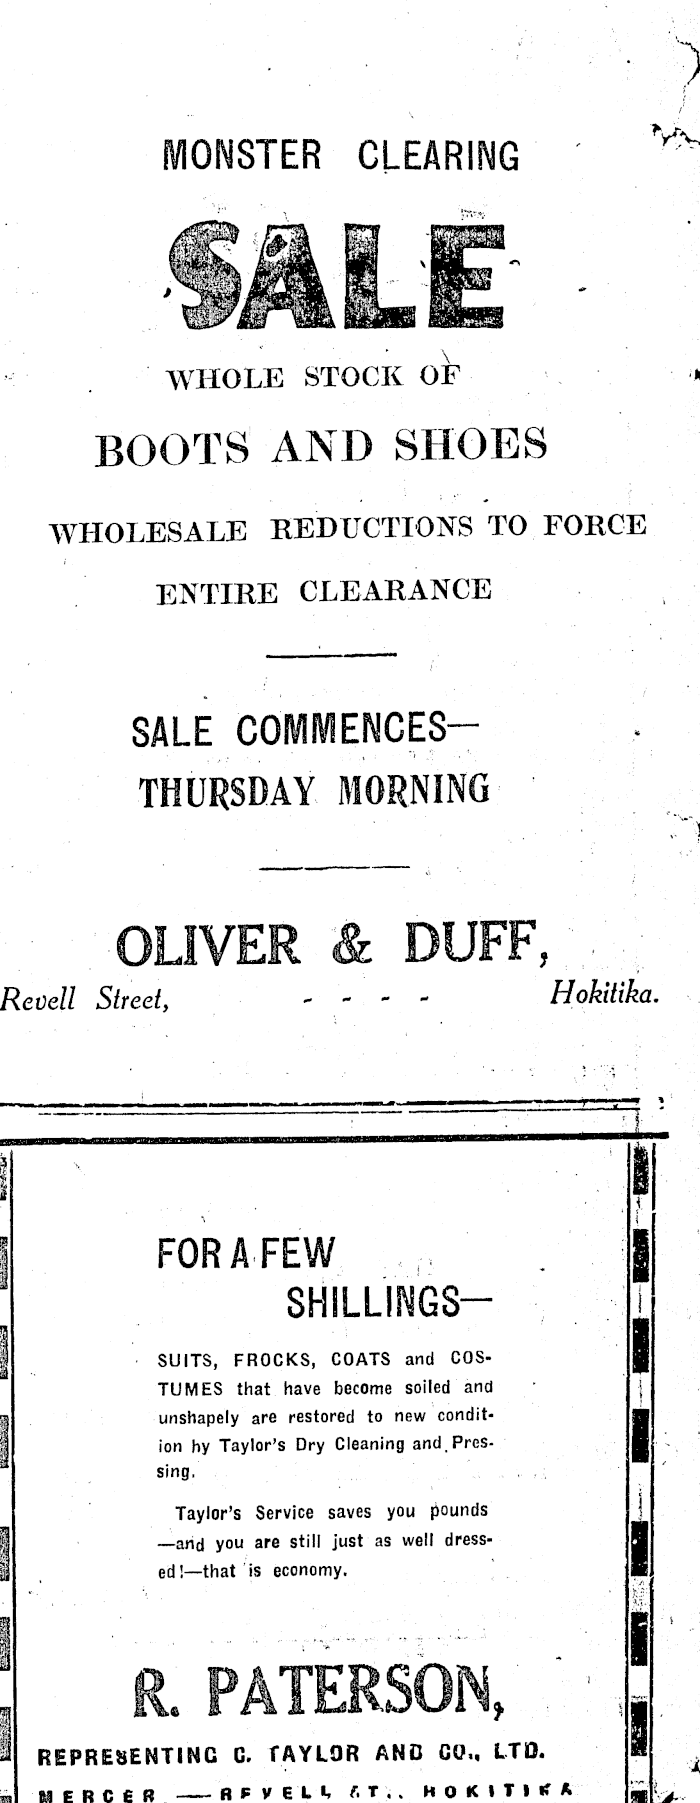 MONSTER CLEARING
SALE
WHOLE STOCK OF
BOOTS AND SHOES
WHOLESALE REDUCTIONS TO FORCE
ENTIRE CLEARANCE
SALE COMMENCES—
THURSDAY MORNING
OLIVER & DUFF,
Revell Street, - - - - Hokitika.
FOR A FEW
SHILLINGS—
SUITS, FROCKS, COATS and COS-
TUMES that have become soiled and
unshapely are restored to new condit-
ion by Taylor's Dry Cleaning and Pres-
sing.
Taylor's Service saves you pounds
—and you are still just as well dress-
ed!—that is economy.
R. PATERSON,
REPRESENTING C. TAYLOR AND CO., LTD.
MERCER — REVELL ST., HOKITIKA